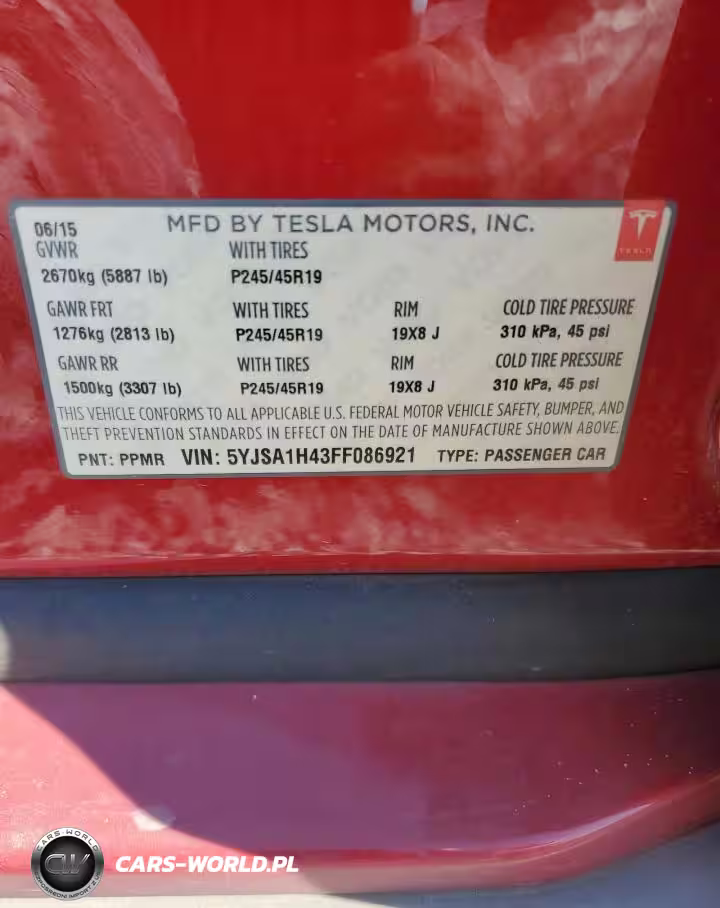 06/15 MFD BY TESLA MOTORS, INC.
TESLA
GVWR WITH TIRES
2670kg (5887 lb) P245/45R19
GAWR FRT WITH TIRES RIM COLD TIRE PRESSURE
1276kg (2813 lb) P245/45R19 19X8 J 310 kPa, 45 psi
GAWR RR WITH TIRES RIM COLD TIRE PRESSURE
1500kg (3307 lb) P245/45R19 19X8 J 310 kPa, 45 psi
THIS VEHICLE CONFORMS TO ALL APPLICABLE U.S. FEDERAL MOTOR VEHICLE SAFETY, BUMPER, AND
THEFT PREVENTION STANDARDS IN EFFECT ON THE DATE OF MANUFACTURE SHOWN ABOVE.
PNT: PPMR VIN: 5YJSA1H43FF086921 TYPE: PASSENGER CAR
CARS-WORLD
CW
CARS-WORLD.PL